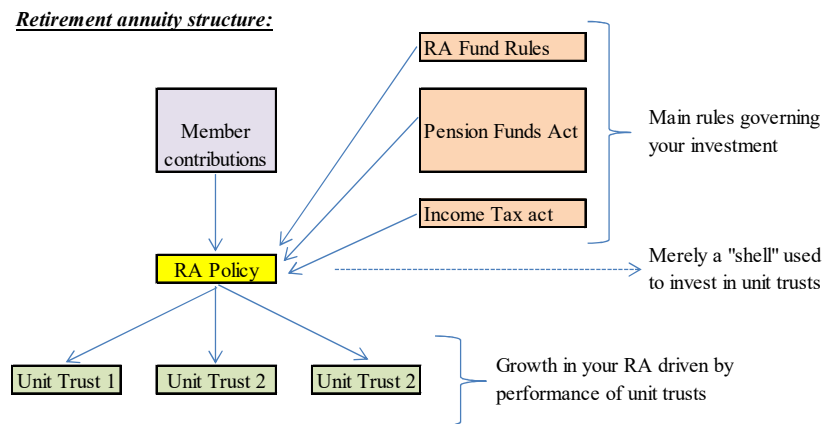 Retirement annuity structure:
RA Fund Rules
Member
contributions
Pension Funds Act
Main rules governing
your investment
Income Tax act
RA Policy
Merely a "shell" used
to invest in unit trusts
Unit Trust 1
Unit Trust 2
Unit Trust 2
Growth in your RA driven by
performance of unit trusts